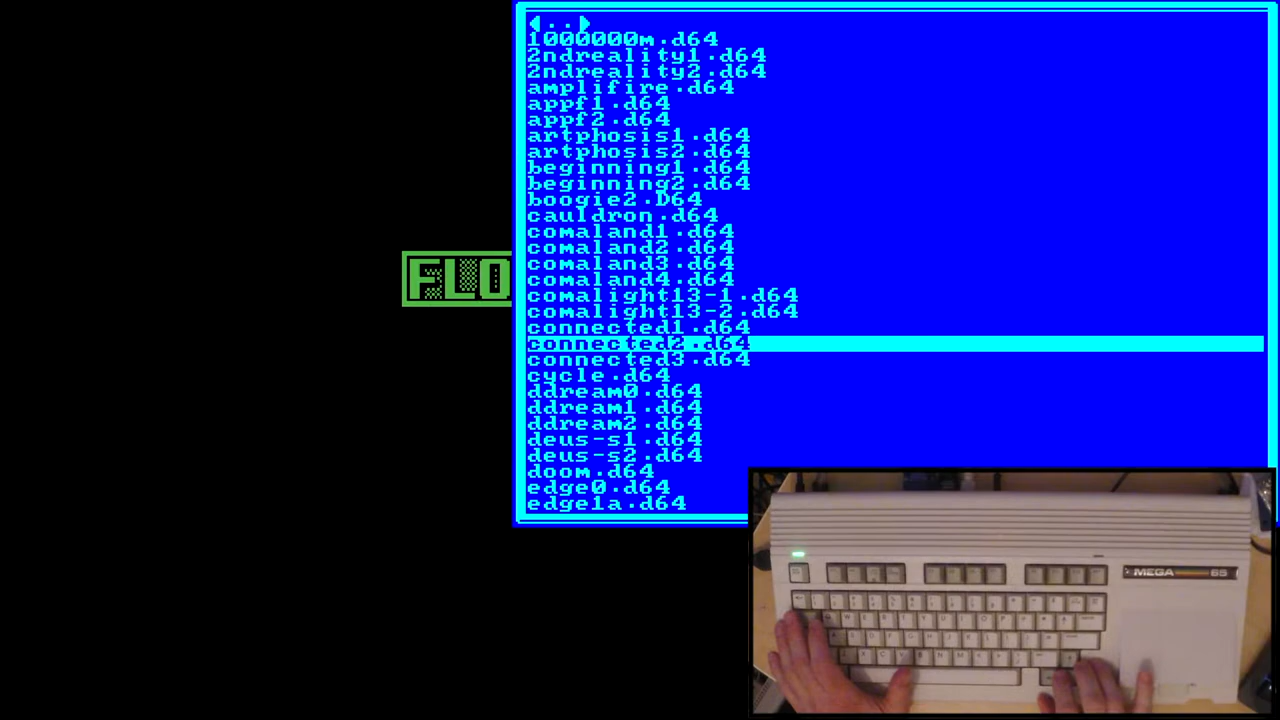 <..>
1000000m.d64
2ndreality1.d64
2ndreality2.d64
amplifire.d64
appf1.d64
appf2.d64
artphosis1.d64
artphosis2.d64
beginning1.d64
beginning2.d64
boogie2.D64
cauldron.d64
comaland1.d64
comaland2.d64
comaland3.d64
comaland4.d64
comalight13-1.d64
comalight13-2.d64
connected1.d64
connected2.d64
connected3.d64
cycle.d64
ddream0.d64
ddream1.d64
ddream2.d64
deus-s1.d64
deus-s2.d64
doom.d64
edge0.d64
edge1a.d64
FLO
MEGA 65